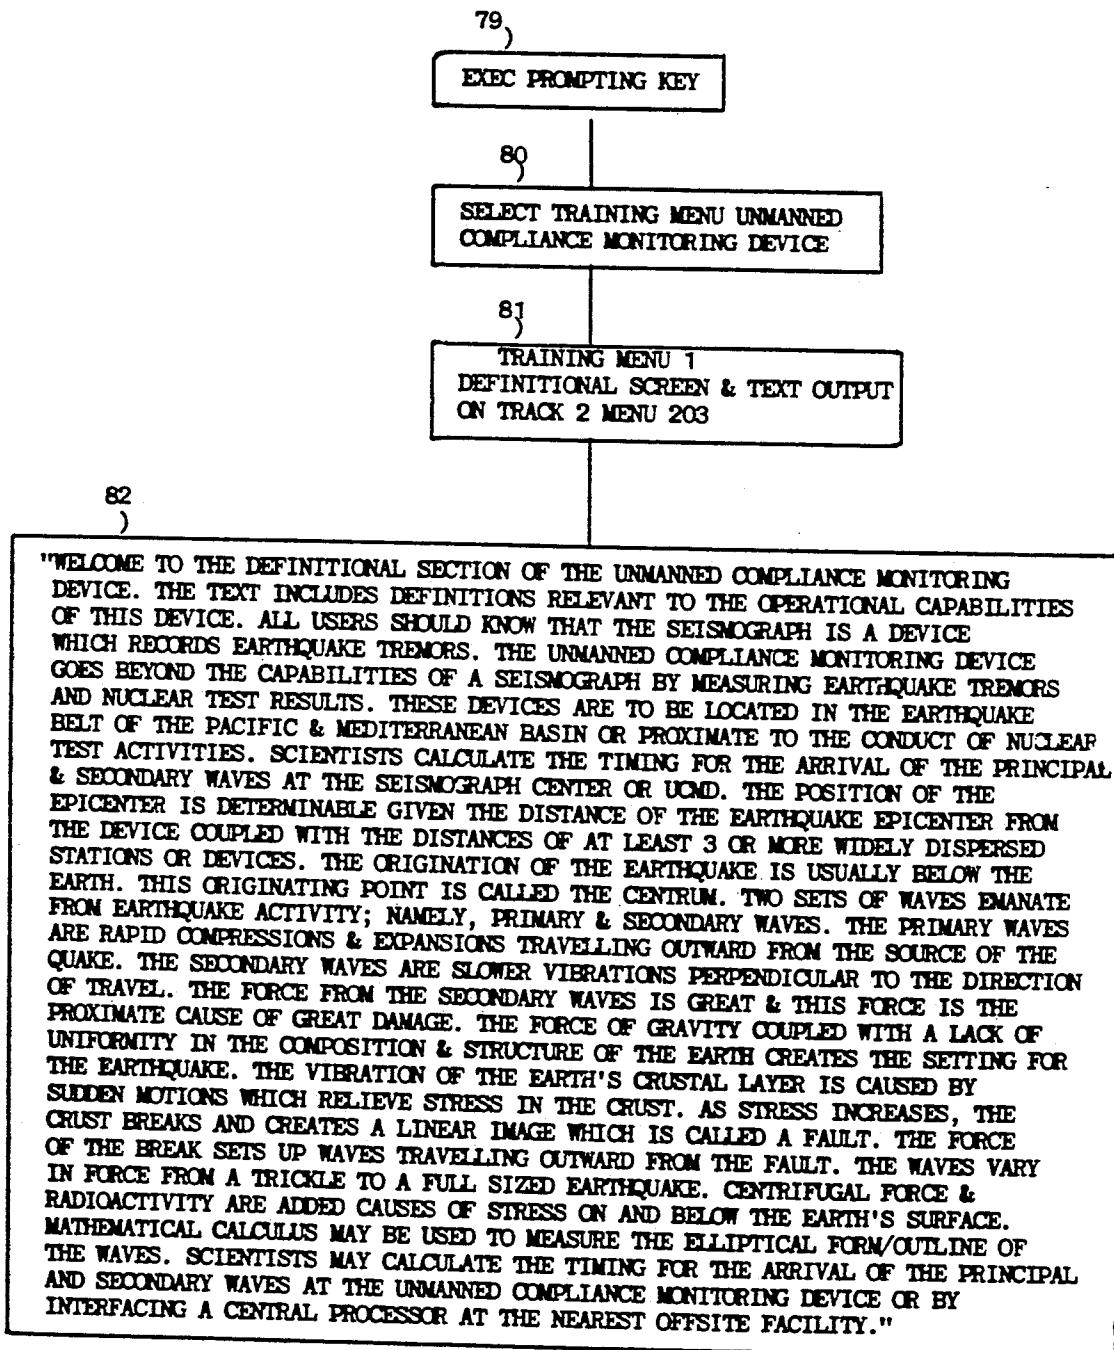 79
EXEC PROMPTING KEY
80
SELECT TRAINING MENU UNMANNED
COMPLIANCE MONITORING DEVICE
81
TRAINING MENU 1
DEFINITIONAL SCREEN & TEXT OUTPUT
ON TRACK 2 MENU 203
82
"WELCOME TO THE DEFINITIONAL SECTION OF THE UNMANNED COMPLIANCE MONITORING
DEVICE. THE TEXT INCLUDES DEFINITIONS RELEVANT TO THE OPERATIONAL CAPABILITIES
OF THIS DEVICE. ALL USERS SHOULD KNOW THAT THE SEISMOGRAPH IS A DEVICE
WHICH RECORDS EARTHQUAKE TREMORS. THE UNMANNED COMPLIANCE MONITORING DEVICE
GOES BEYOND THE CAPABILITIES OF A SEISMOGRAPH BY MEASURING EARTHQUAKE TREMORS
AND NUCLEAR TEST RESULTS. THESE DEVICES ARE TO BE LOCATED IN THE EARTHQUAKE
BELT OF THE PACIFIC & MEDITERRANEAN BASIN OR PROXIMATE TO THE CONDUCT OF NUCLEAR
TEST ACTIVITIES. SCIENTISTS CALCULATE THE TIMING FOR THE ARRIVAL OF THE PRINCIPAL
& SECONDARY WAVES AT THE SEISMOGRAPH CENTER OR UCMD. THE POSITION OF THE
EPICENTER IS DETERMINABLE GIVEN THE DISTANCE OF THE EARTHQUAKE EPICENTER FROM
THE DEVICE COUPLED WITH THE DISTANCES OF AT LEAST 3 OR MORE WIDELY DISPERSED
STATIONS OR DEVICES. THE ORIGINATION OF THE EARTHQUAKE IS USUALLY BELOW THE
EARTH. THIS ORIGINATING POINT IS CALLED THE CENTRUM. TWO SETS OF WAVES EMANATE
FROM EARTHQUAKE ACTIVITY; NAMELY, PRIMARY & SECONDARY WAVES. THE PRIMARY WAVES
ARE RAPID COMPRESSIONS & EXPANSIONS TRAVELLING OUTWARD FROM THE SOURCE OF THE
QUAKE. THE SECONDARY WAVES ARE SLOWER VIBRATIONS PERPENDICULAR TO THE DIRECTION
OF TRAVEL. THE FORCE FROM THE SECONDARY WAVES IS GREAT & THIS FORCE IS THE
PROXIMATE CAUSE OF GREAT DAMAGE. THE FORCE OF GRAVITY COUPLED WITH A LACK OF
UNIFORMITY IN THE COMPOSITION & STRUCTURE OF THE EARTH CREATES THE SETTING FOR
THE EARTHQUAKE. THE VIBRATION OF THE EARTH'S CRUSTAL LAYER IS CAUSED BY
SUDDEN MOTIONS WHICH RELIEVE STRESS IN THE CRUST. AS STRESS INCREASES, THE
CRUST BREAKS AND CREATES A LINEAR IMAGE WHICH IS CALLED A FAULT. THE FORCE
OF THE BREAK SETS UP WAVES TRAVELLING OUTWARD FROM THE FAULT. THE WAVES VARY
IN FORCE FROM A TRICKLE TO A FULL SIZED EARTHQUAKE. CENTRIFUGAL FORCE &
RADIOACTIVITY ARE ADDED CAUSES OF STRESS ON AND BELOW THE EARTH'S SURFACE.
MATHEMATICAL CALCULUS MAY BE USED TO MEASURE THE ELLIPTICAL FORM/OUTLINE OF
THE WAVES. SCIENTISTS MAY CALCULATE THE TIMING FOR THE ARRIVAL OF THE PRINCIPAL
AND SECONDARY WAVES AT THE UNMANNED COMPLIANCE MONITORING DEVICE OR BY
INTERFACING A CENTRAL PROCESSOR AT THE NEAREST OFFSITE FACILITY."